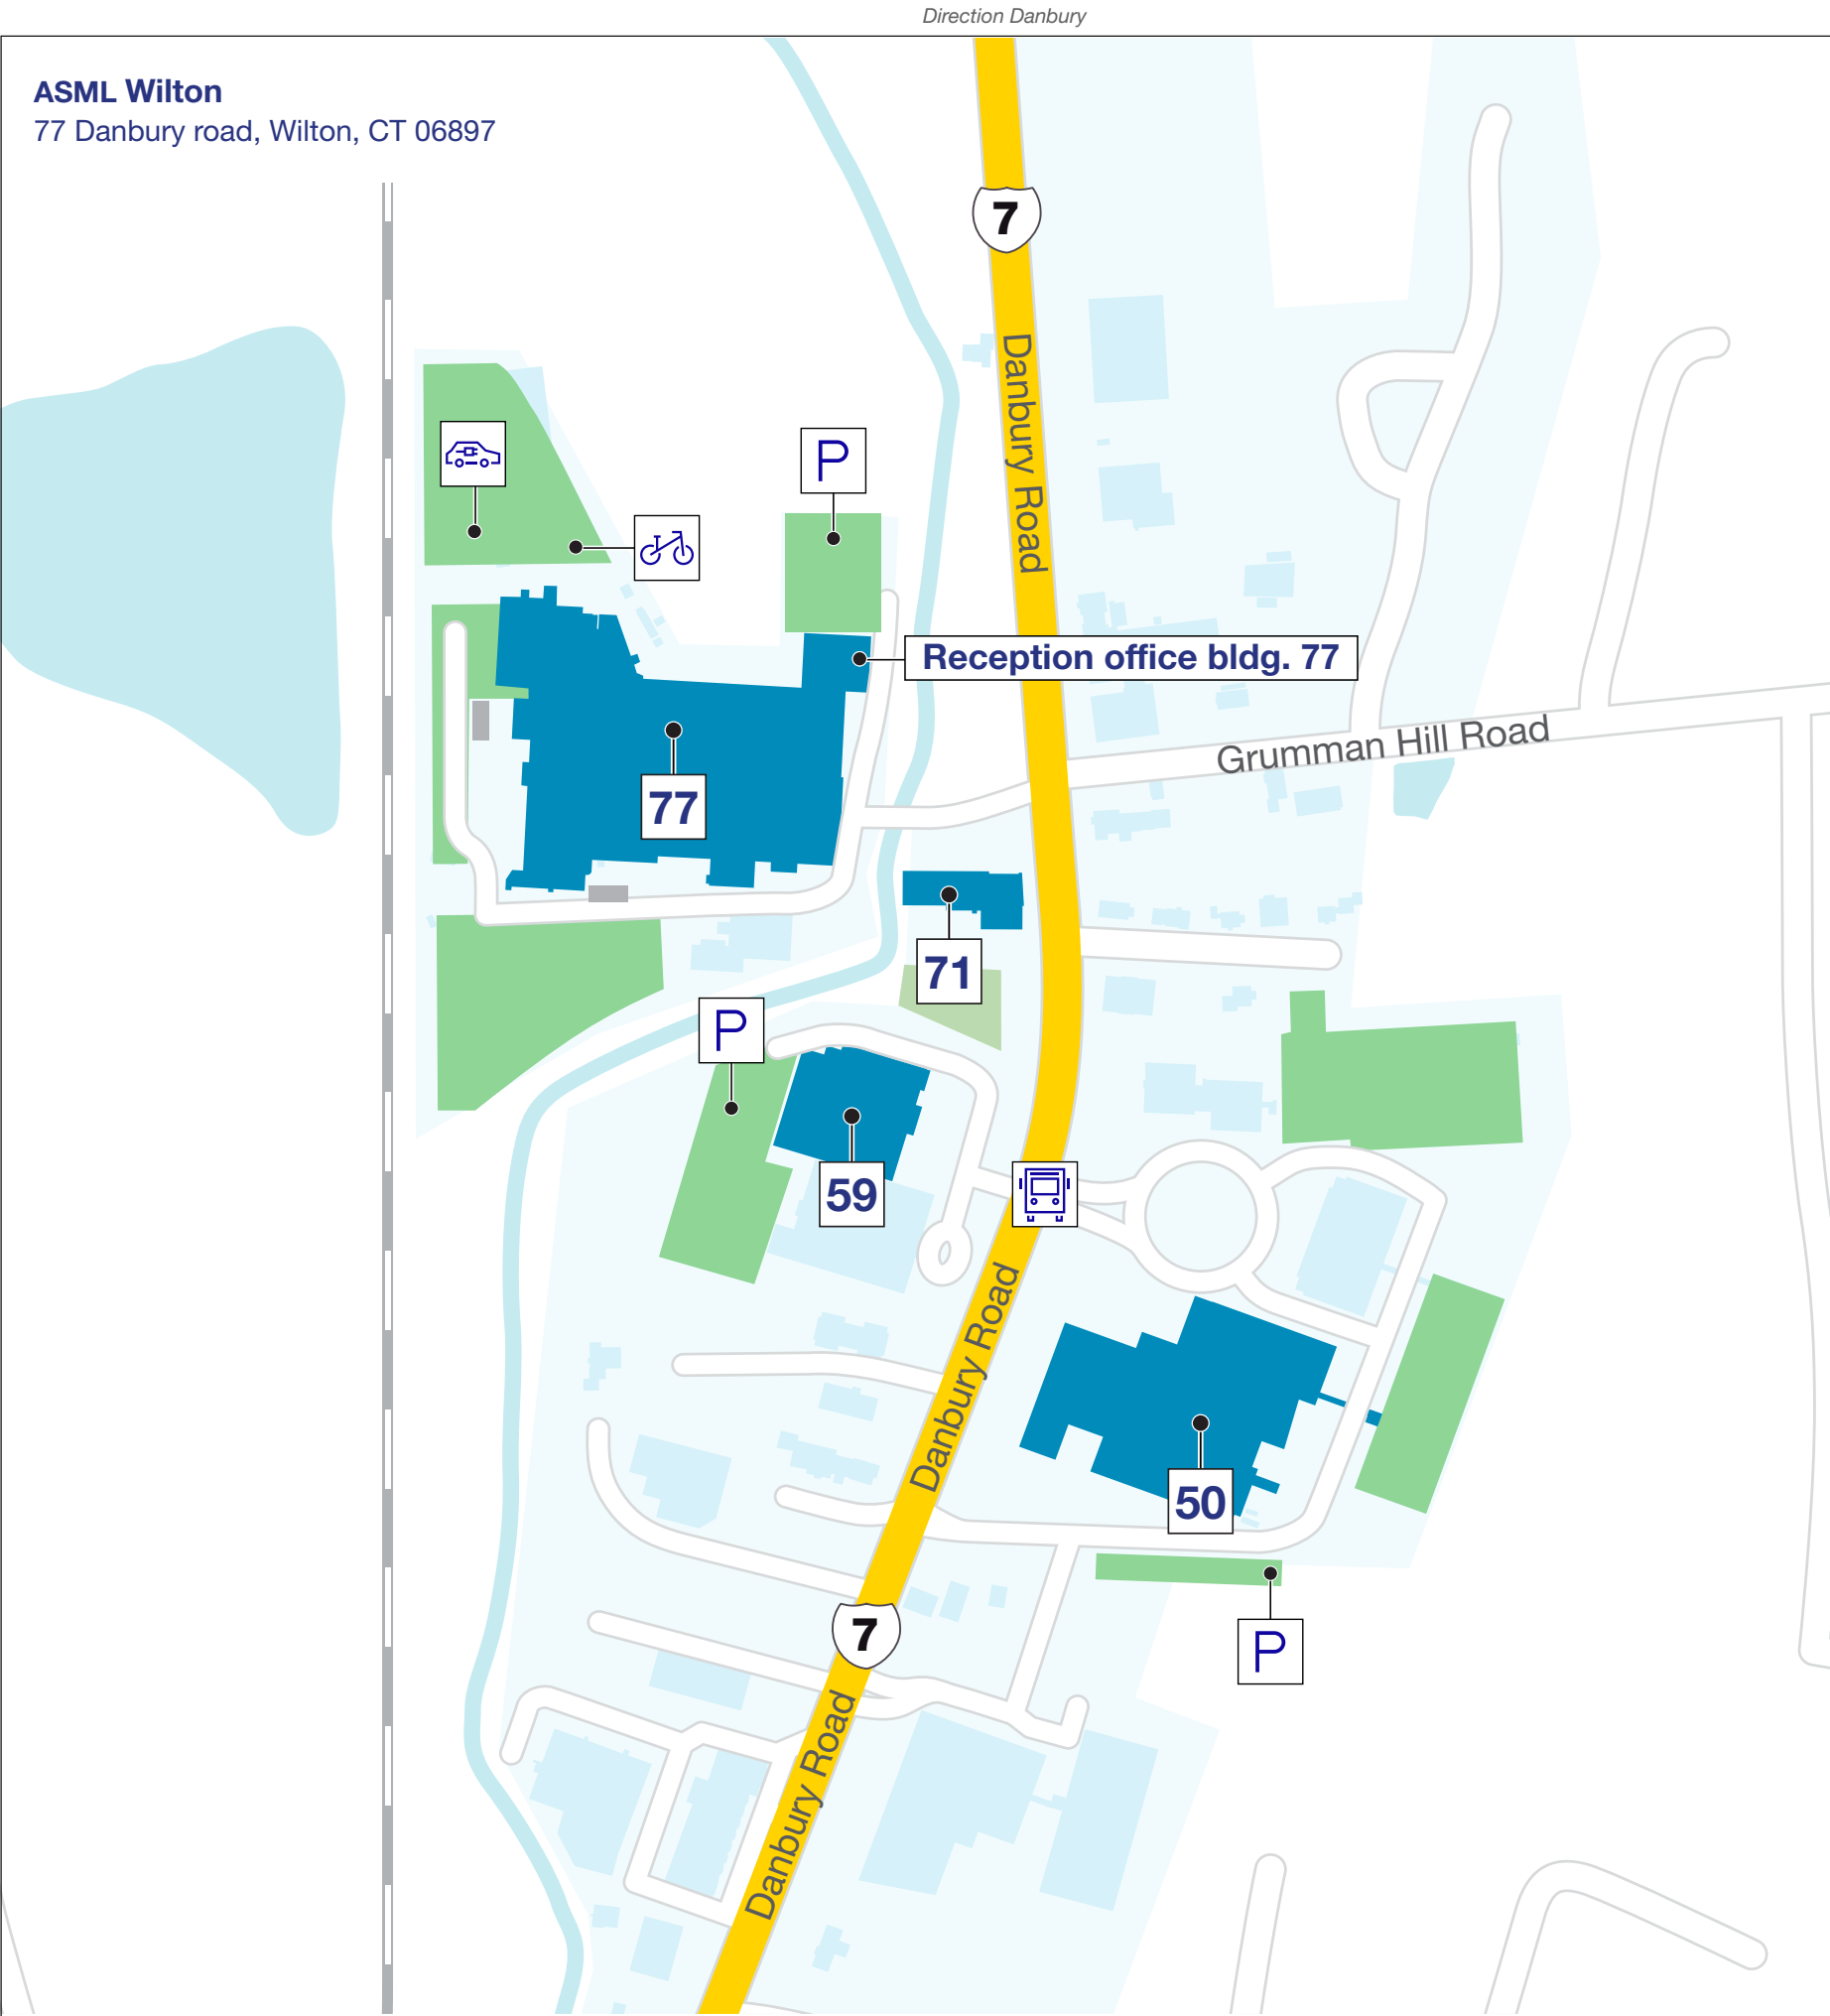 Direction Danbury
ASML Wilton
77 Danbury road, Wilton, CT 06897
7
Danbury Road
P
Reception office bldg. 77
Grumman Hill Road
77
71
P
59
Danbury Road
50
7
P
Danbury Road